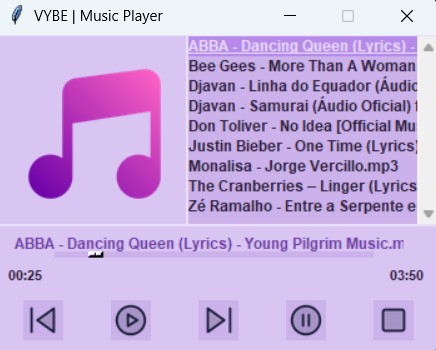 VYBE | Music Player
ABBA - Dancing Queen (Lyrics) -
Bee Gees - More Than A Woman
Djavan - Linha do Equador (Áudio
Djavan - Samurai (Áudio Oficial) f
Don Toliver - No Idea [Official Mu
Justin Bieber - One Time (Lyrics)
Monalisa - Jorge Vercillo.mp3
The Cranberries – Linger (Lyrics
Zé Ramalho - Entre a Serpente e
ABBA - Dancing Queen (Lyrics) - Young Pilgrim Music.m
00:25
03:50